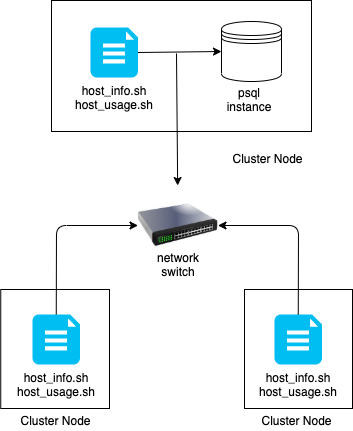 host_info.sh
host_usage.sh
psql
instance
Cluster Node
network
switch
host_info.sh
host_usage.sh
Cluster Node
host_info.sh
host_usage.sh
Cluster Node